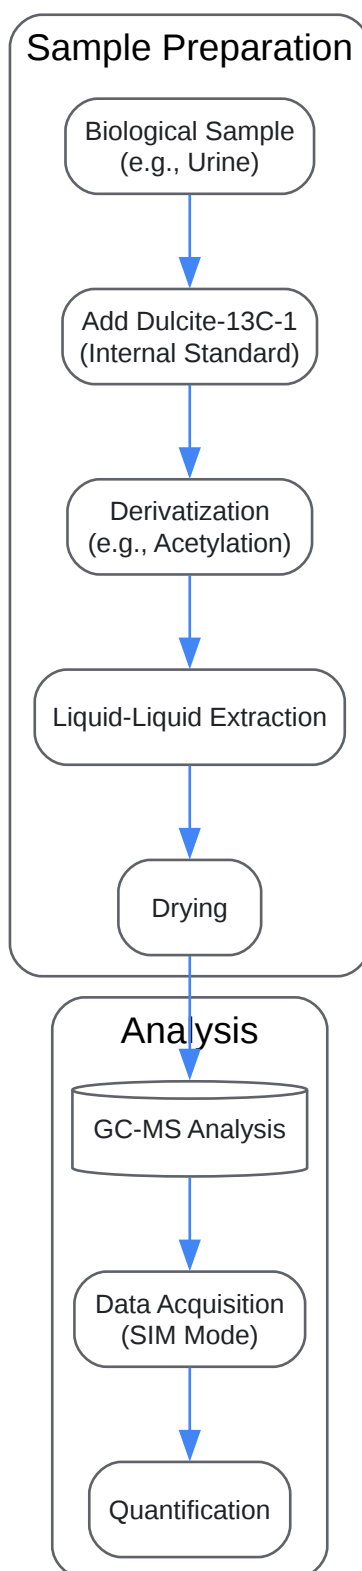 Sample Preparation
Biological Sample
(e.g., Urine)
Add Dulcite-13C-1
(Internal Standard)
Derivatization
(e.g., Acetylation)
Liquid-Liquid Extraction
Drying
Analysis
GC-MS Analysis
Data Acquisition
(SIM Mode)
Quantification